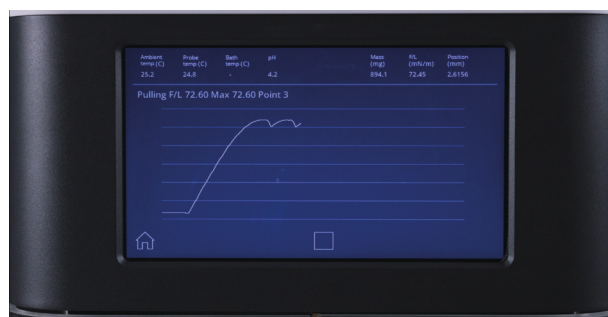 Ambient temp (C) Probe temp (C) Bath temp (C) pH Mass (mg) F/L (mN/m) Position (mm)
25.2 24.8 - 4.2 894.1 72.45 2,6156
Pulling F/L 72.60 Max 72.60 Point 3